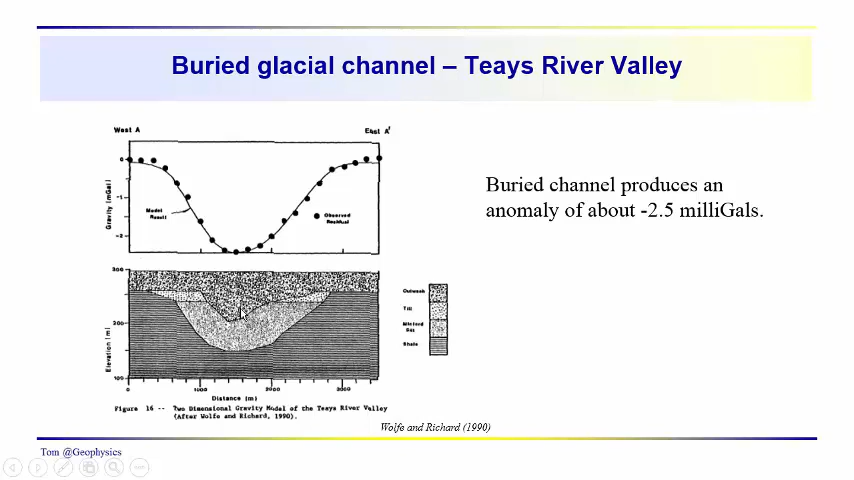 Buried glacial channel – Teays River Valley
West A
East A'
0
-1
-2
Gravity (mGal)
Model
Result
Observed
Residual
Buried channel produces an
anomaly of about -2.5 milliGals.
300
200
100
Elevation (m)
Outwash
Till
Minford
Shale
0 1000 2000 3000
Distance (m)
Figure 16 -- Two Dimensional Gravity Model of the Teays River Valley
(After Wolfe and Richard, 1990).
Wolfe and Richard (1990)
Tom @Geophysics